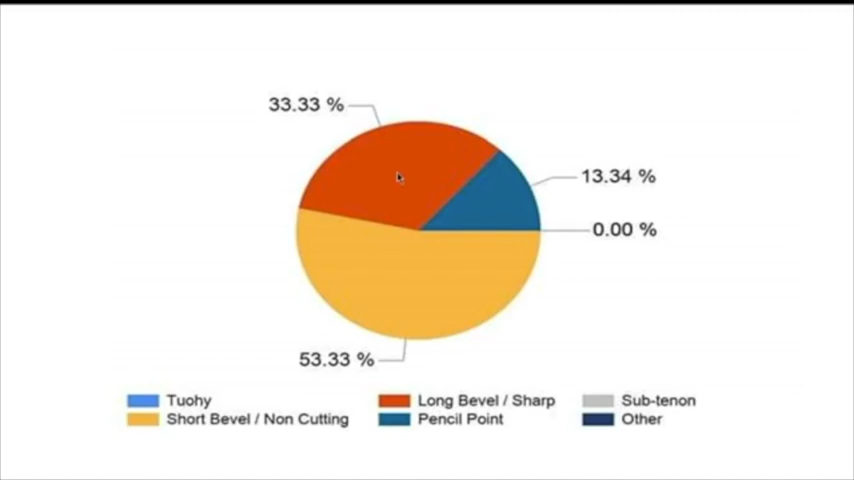 33.33 %
13.34 %
0.00 %
53.33 %
Tuohy
Long Bevel / Sharp
Sub-tenon
Short Bevel / Non Cutting
Pencil Point
Other